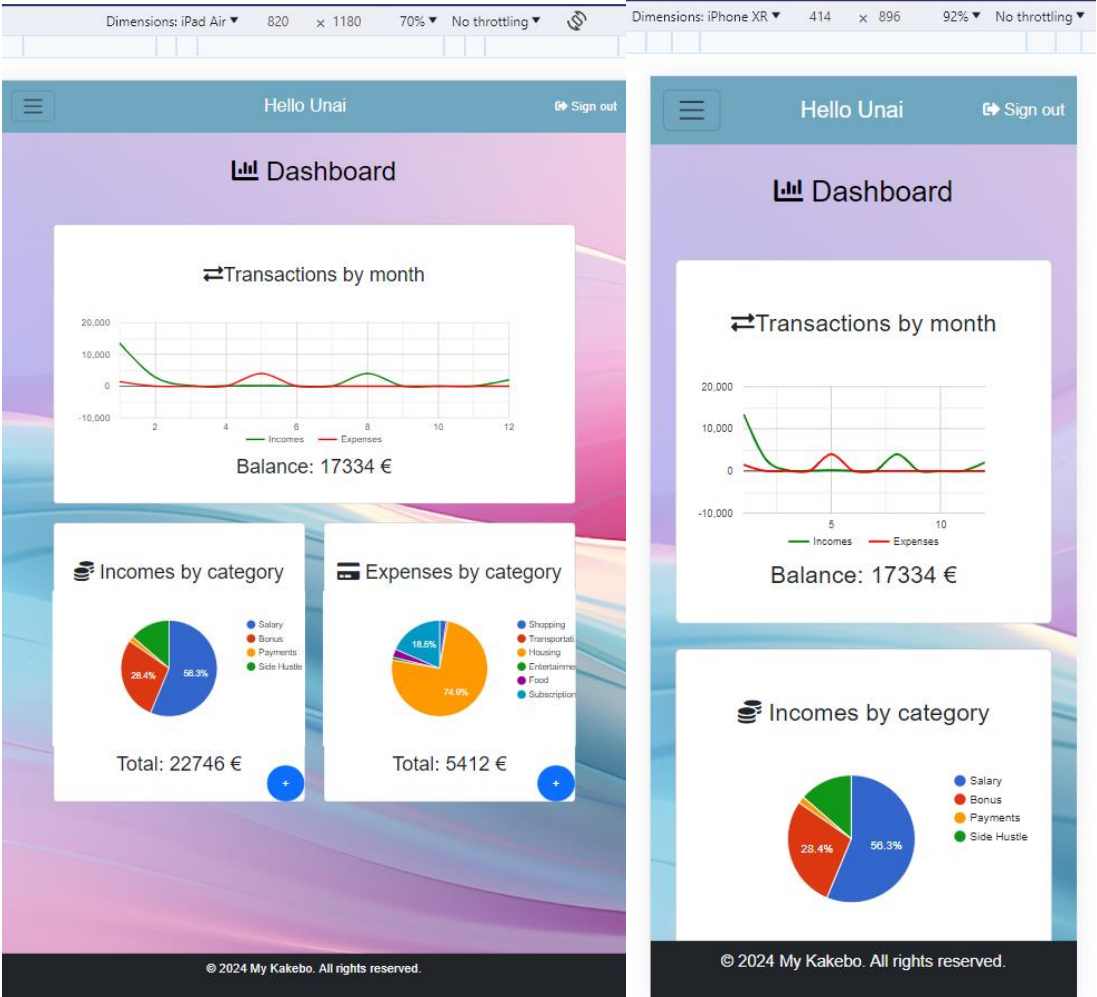 Dimensions: iPad Air ▼ 820 × 1180 70% ▼ No throttling ▼
Hello Unai
Sign out
Dashboard
Transactions by month
20,000
10,000
0
-10,000
2 4 6 8 10 12
Incomes Expenses
Balance: 17334 €
Incomes by category
56.3%
28.4%
Salary
Bonus
Payments
Side Hustle
Total: 22746 €
+
Expenses by category
18.5%
74.9%
Shopping
Transportati
Housing
Entertainme
Food
Subscription
Total: 5412 €
+
© 2024 My Kakebo. All rights reserved.
Dimensions: iPhone XR ▼ 414 × 896 92% ▼ No throttling ▼
Hello Unai
Sign out
Dashboard
Transactions by month
20,000
10,000
0
-10,000
5 10
Incomes Expenses
Balance: 17334 €
Incomes by category
56.3%
28.4%
Salary
Bonus
Payments
Side Hustle
© 2024 My Kakebo. All rights reserved.